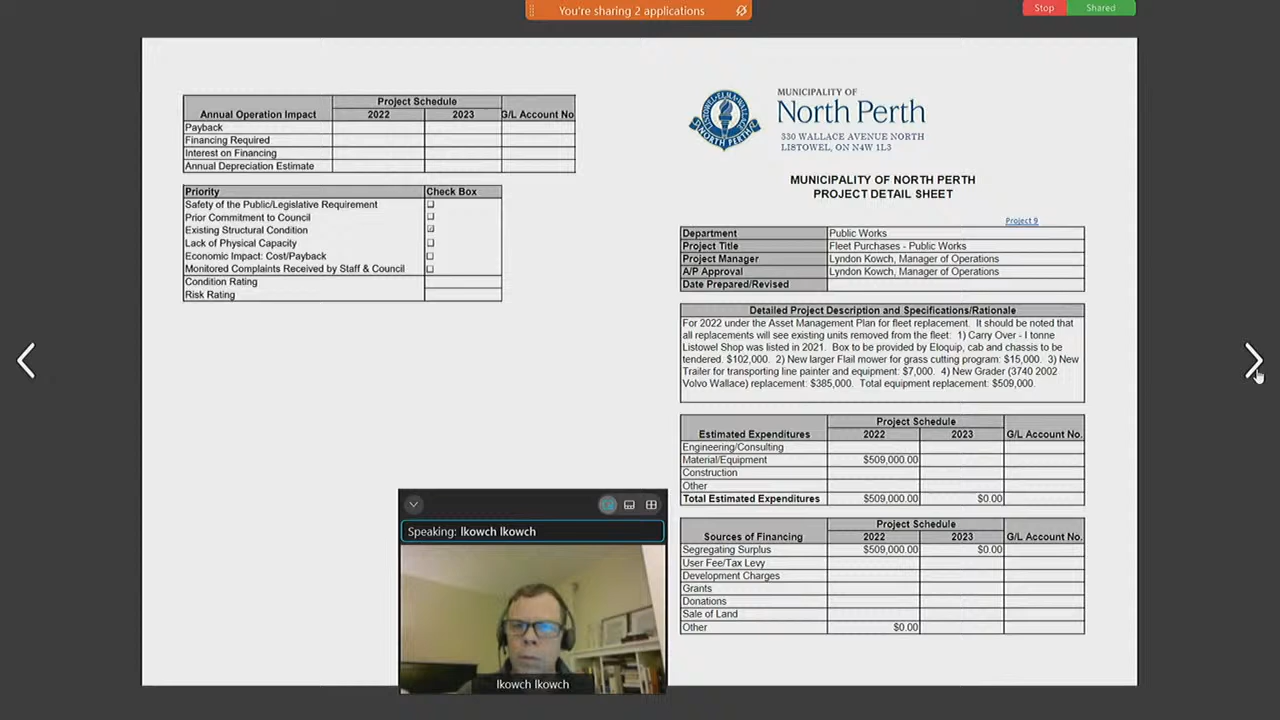 You're sharing 2 applications
Stop
Shared
Project Schedule
Annual Operation Impact 2022 2023 G/L Account No
Payback
Financing Required
Interest on Financing
Annual Depreciation Estimate
Priority Check Box
Safety of the Public/Legislative Requirement
Prior Commitment to Council
Existing Structural Condition
Lack of Physical Capacity
Economic Impact: Cost/Payback
Monitored Complaints Received by Staff & Council
Condition Rating
Risk Rating
MUNICIPALITY OF
North Perth
330 WALLACE AVENUE NORTH
LISTOWEL, ON N4W 1L3
LISTOWEL·ELMA·WALLACE
NORTH PERTH
MUNICIPALITY OF NORTH PERTH
PROJECT DETAIL SHEET
Project 9
Department Public Works
Project Title Fleet Purchases - Public Works
Project Manager Lyndon Kowch, Manager of Operations
A/P Approval Lyndon Kowch, Manager of Operations
Date Prepared/Revised
Detailed Project Description and Specifications/Rationale
For 2022 under the Asset Management Plan for fleet replacement. It should be noted that
all replacements will see existing units removed from the fleet: 1) Carry Over - I tonne
Listowel Shop was listed in 2021. Box to be provided by Eloquip, cab and chassis to be
tendered. $102,000. 2) New larger Flail mower for grass cutting program: $15,000. 3) New
Trailer for transporting line painter and equipment: $7,000. 4) New Grader (3740 2002
Volvo Wallace) replacement: $385,000. Total equipment replacement: $509,000.
Project Schedule
Estimated Expenditures 2022 2023 G/L Account No.
Engineering/Consulting
Material/Equipment $509,000.00
Construction
Other
Total Estimated Expenditures $509,000.00 $0.00
Project Schedule
Sources of Financing 2022 2023 G/L Account No.
Segregating Surplus $509,000.00 $0.00
User Fee/Tax Levy
Development Charges
Grants
Donations
Sale of Land
Other $0.00
Speaking: lkowch lkowch
lkowch lkowch